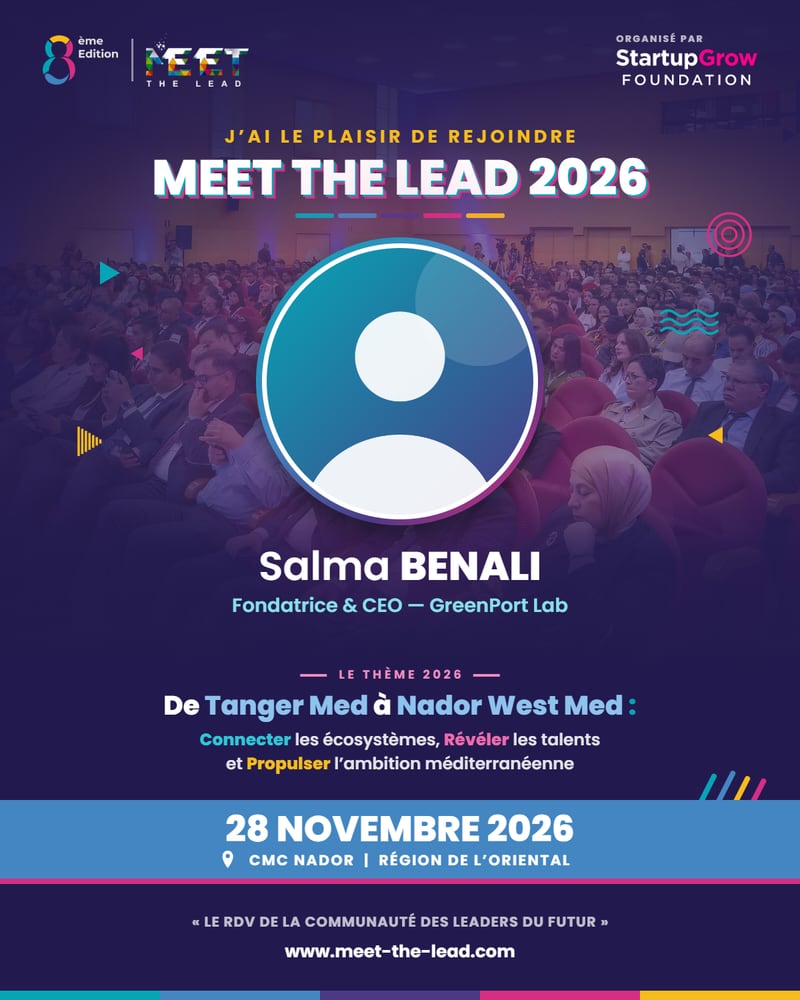 8 ème
Edition
MEET
THE LEAD
ORGANISÉ PAR
StartupGrow
FOUNDATION
J’AI LE PLAISIR DE REJOINDRE
MEET THE LEAD 2026
Salma BENALI
Fondatrice & CEO — GreenPort Lab
LE THÈME 2026
De Tanger Med à Nador West Med :
Connecter les écosystèmes, Révéler les talents
et Propulser l’ambition méditerranéenne
28 NOVEMBRE 2026
CMC NADOR | RÉGION DE L’ORIENTAL
« LE RDV DE LA COMMUNAUTÉ DES LEADERS DU FUTUR »
www.meet-the-lead.com